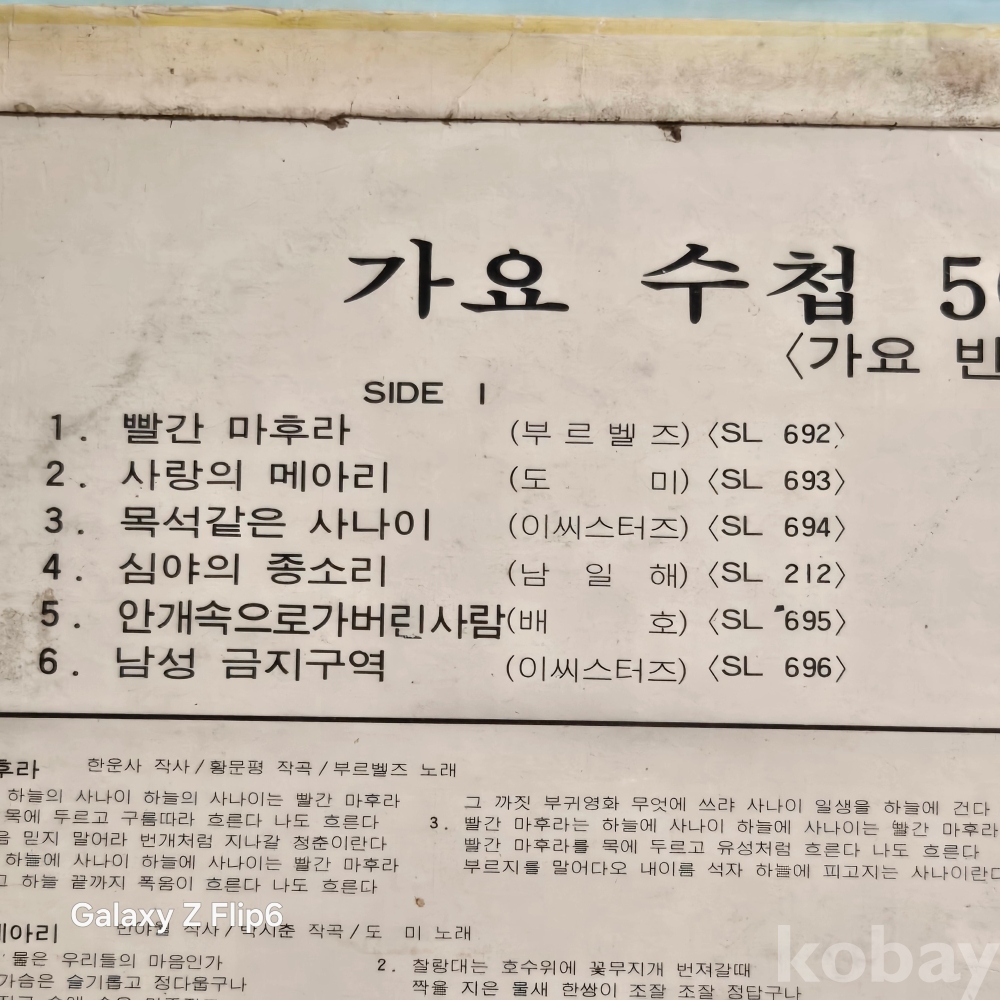 가요 수첩
〈가요
SIDE 1
1. 빨간 마후라 (부르벨즈) 〈SL 692〉
2. 사랑의 메아리 (도 미) 〈SL 693〉
3. 목석같은 사나이 (이씨스터즈) 〈SL 694〉
4. 심야의 종소리 (남 일 해) 〈SL 212〉
5. 안개속으로가버린사람 (배 호) 〈SL 695〉
6. 남성 금지구역 (이씨스터즈) 〈SL 696〉
후라 한운사 작사/황문평 작곡/부르벨즈 노래
하늘의 사나이 하늘의 사나이는 빨간 마후라
목에 두르고 구름따라 흐른다 나도 흐른다
믿지 말어라 번개처럼 지나갈 청춘이란다
하늘에 사나이 하늘에 사나이는 빨간 마후라
하늘 끝까지 폭음이 흐른다 나도 흐른다
그 까짓 부귀영화 무엇에 쓰랴 사나이 일생을 하늘에 건다
3. 빨간 마후라는 하늘에 사나이 하늘에 사나이는 빨간 마후라
빨간 마후라를 목에 두르고 유성처럼 흐른다 나도 흐른다
부르지를 말어다오 내이름 석자 하늘에 피고지는 사나이란다
Galaxy Z Flip6
메아리 반야월 작사/박시춘 작곡/도 미 노래
물은 우리들의 마음인가
가슴은 슬기롭고 정다웁구나
2. 찰랑대는 호수위에 꽃무지개 번져갈때
짝을 지은 물새 한쌍이 조잘 조잘 정답구나
kobay